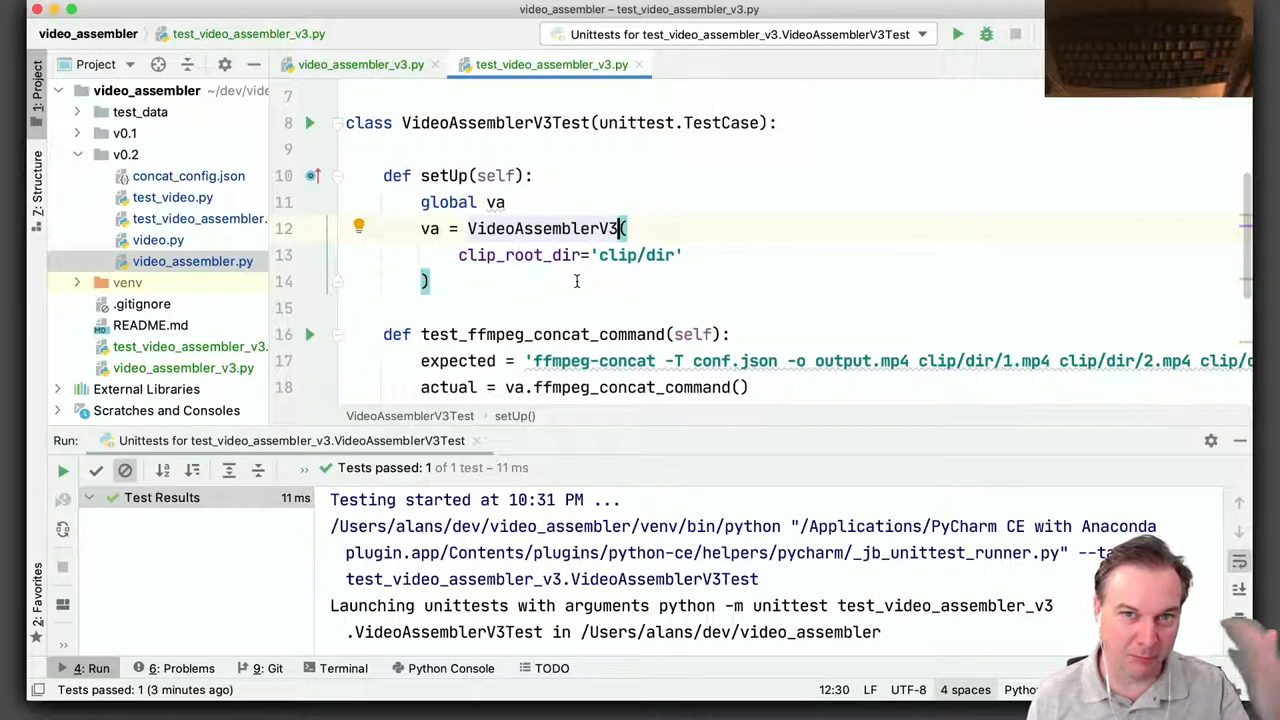 video_assembler – test_video_assembler_v3.py
video_assembler
test_video_assembler_v3.py
Unittests for test_video_assembler_v3.VideoAssemblerV3Test
1: Project
Project
video_assembler_v3.py
test_video_assembler_v3.py
video_assembler ~/dev/vide
test_data
v0.1
v0.2
concat_config.json
test_video.py
test_video_assembler.
video.py
video_assembler.py
venv
.gitignore
README.md
test_video_assembler_v3.
video_assembler_v3.py
External Libraries
Scratches and Consoles
Z: Structure
2: Favorites
7
8 class VideoAssemblerV3Test(unittest.TestCase):
9
10 def setUp(self):
11 global va
12 va = VideoAssemblerV3(
13 clip_root_dir='clip/dir'
14 )
15
16 def test_ffmpeg_concat_command(self):
17 expected = 'ffmpeg-concat -T conf.json -o output.mp4 clip/dir/1.mp4 clip/dir/2.mp4 clip/d
18 actual = va.ffmpeg_concat_command()
VideoAssemblerV3Test › setUp()
Run: Unittests for test_video_assembler_v3.VideoAssemblerV3Test
Tests passed: 1 of 1 test – 11 ms
Test Results 11 ms
Testing started at 10:31 PM ...
/Users/alans/dev/video_assembler/venv/bin/python "/Applications/PyCharm CE with Anaconda
plugin.app/Contents/plugins/python-ce/helpers/pycharm/_jb_unittest_runner.py" --ta
test_video_assembler_v3.VideoAssemblerV3Test
Launching unittests with arguments python -m unittest test_video_assembler_v3
.VideoAssemblerV3Test in /Users/alans/dev/video_assembler
4: Run
6: Problems
9: Git
Terminal
Python Console
TODO
Tests passed: 1 (3 minutes ago)
12:30 LF UTF-8 4 spaces Pytho